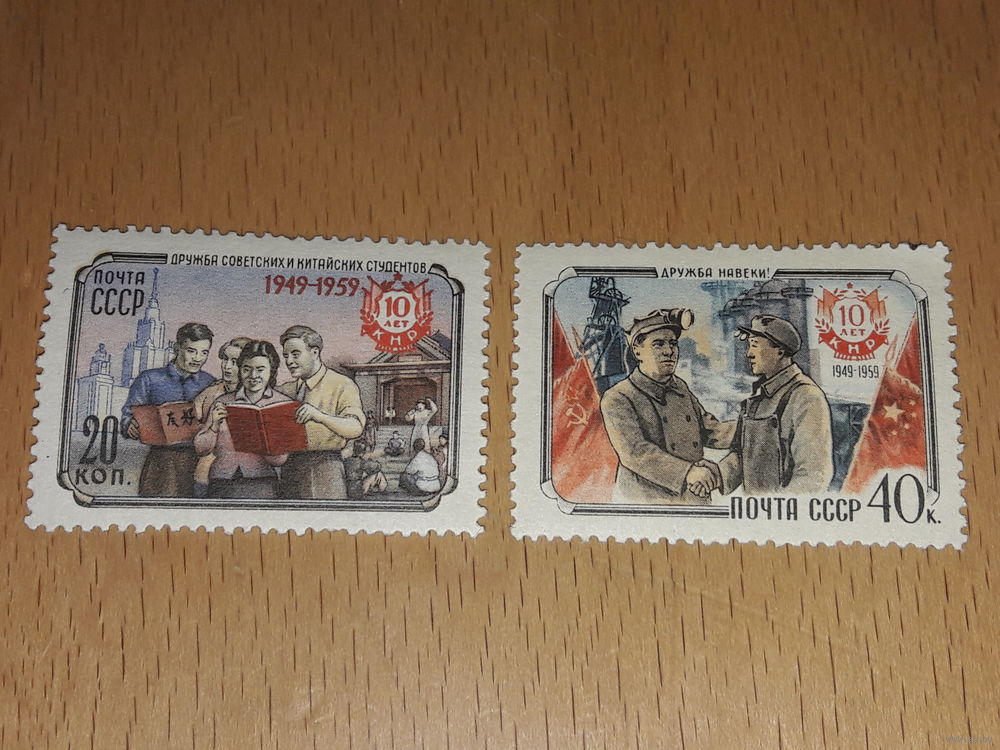 ДРУЖБА СОВЕТСКИХ И КИТАЙСКИХ СТУДЕНТОВ
ПОЧТА
СССР
1949-1959
10
ЛЕТ
КНР
友好
20
КОП.
ДРУЖБА НАВЕКИ!
10
ЛЕТ
КНР
1949-1959
ПОЧТА СССР 40к.